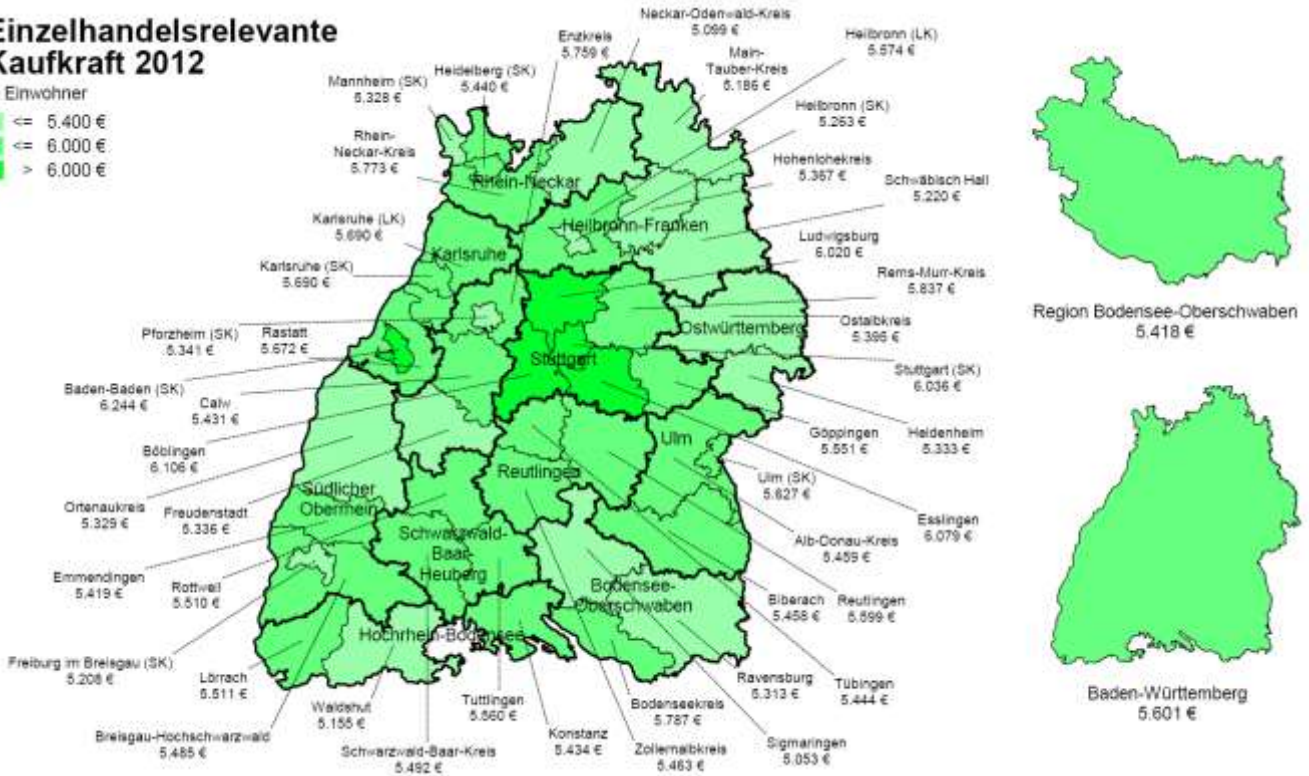 Einzelhandelsrelevante
Kaufkraft 2012
Einwohner
<= 5.400 €
<= 6.000 €
> 6.000 €
Neckar-Odenwald-Kreis
5.099 €
Enzkreis
5.759 €
Heilbronn (LK)
5.574 €
Main-
Tauber-Kreis
5.186 €
Mannheim (SK)
5.328 €
Heidelberg (SK)
5.440 €
Heilbronn (SK)
5.263 €
Rhein-
Neckar-Kreis
5.773 €
Hohenlohekreis
5.367 €
Schwäbisch Hall
5.220 €
Karlsruhe (LK)
5.690 €
Ludwigsburg
6.020 €
Karlsruhe (SK)
5.690 €
Rems-Murr-Kreis
5.837 €
Pforzheim (SK)
5.341 €
Rastatt
5.672 €
Ostalbkreis
5.395 €
Baden-Baden (SK)
6.244 €
Calw
5.431 €
Stuttgart (SK)
6.036 €
Böblingen
6.106 €
Göppingen
5.551 €
Heidenheim
5.333 €
Ortenaukreis
5.329 €
Freudenstadt
5.336 €
Ulm (SK)
5.627 €
Esslingen
6.079 €
Alb-Donau-Kreis
5.459 €
Emmendingen
5.419 €
Rottweil
5.510 €
Biberach
5.458 €
Reutlingen
5.599 €
Freiburg im Breisgau (SK)
5.208 €
Lörrach
5.511 €
Waldshut
5.155 €
Tuttlingen
5.560 €
Bodenseekreis
5.787 €
Ravensburg
5.313 €
Tübingen
5.444 €
Breisgau-Hochschwarzwald
5.485 €
Schwarzwald-Baar-Kreis
5.492 €
Konstanz
5.434 €
Zollernalbkreis
5.463 €
Sigmaringen
5.053 €
Rhein-Neckar
Heilbronn-Franken
Karlsruhe
Ostwürttemberg
Stuttgart
Ulm
Reutlingen
Südlicher
Oberrhein
Schwarzwald-
Baar-
Heuberg
Bodensee-
Oberschwaben
Hochrhein-Bodensee
Region Bodensee-Oberschwaben
5.418 €
Baden-Württemberg
5.601 €